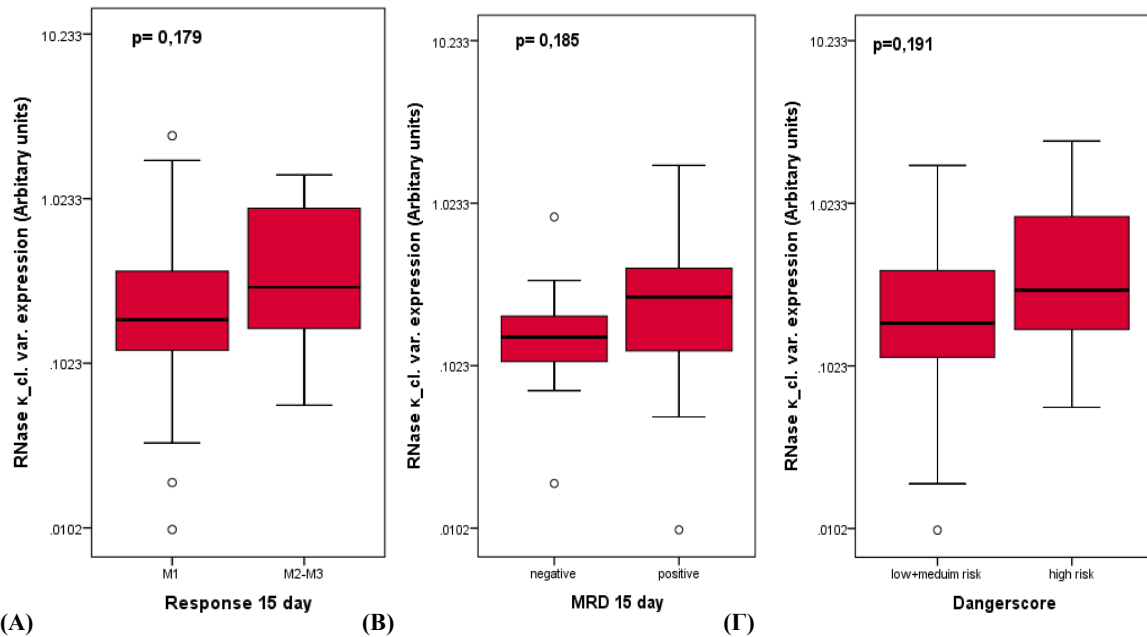 p= 0,179
10.233
1.0233
.1023
.0102
RNase κ_cl. var. expression (Arbitary units)
M1
M2-M3
Response 15 day
(A)
p= 0,185
10.233
1.0233
.1023
.0102
RNase κ_cl. var. expression (Arbitary units)
negative
positive
MRD 15 day
(B)
p=0,191
10.233
1.0233
.1023
.0102
RNase κ_cl. var. expression (Arbitary units)
low+meduim risk
high risk
Dangerscore
(Γ)